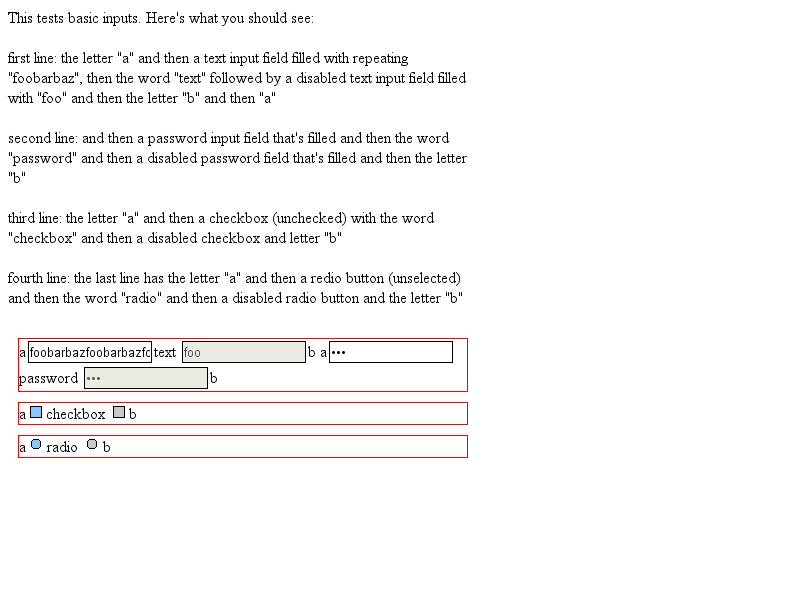 This tests basic inputs. Here's what you should see:
first line: the letter "a" and then a text input field filled with repeating
"foobarbaz", then the word "text" followed by a disabled text input field filled
with "foo" and then the letter "b" and then "a"
second line: and then a password input field that's filled and then the word
"password" and then a disabled password field that's filled and then the letter
"b"
third line: the letter "a" and then a checkbox (unchecked) with the word
"checkbox" and then a disabled checkbox and letter "b"
fourth line: the last line has the letter "a" and then a redio button (unselected)
and then the word "radio" and then a disabled radio button and the letter "b"
a foobarbazfoobarbazfo text foo b a •••
password ••• b
a checkbox b
a radio b